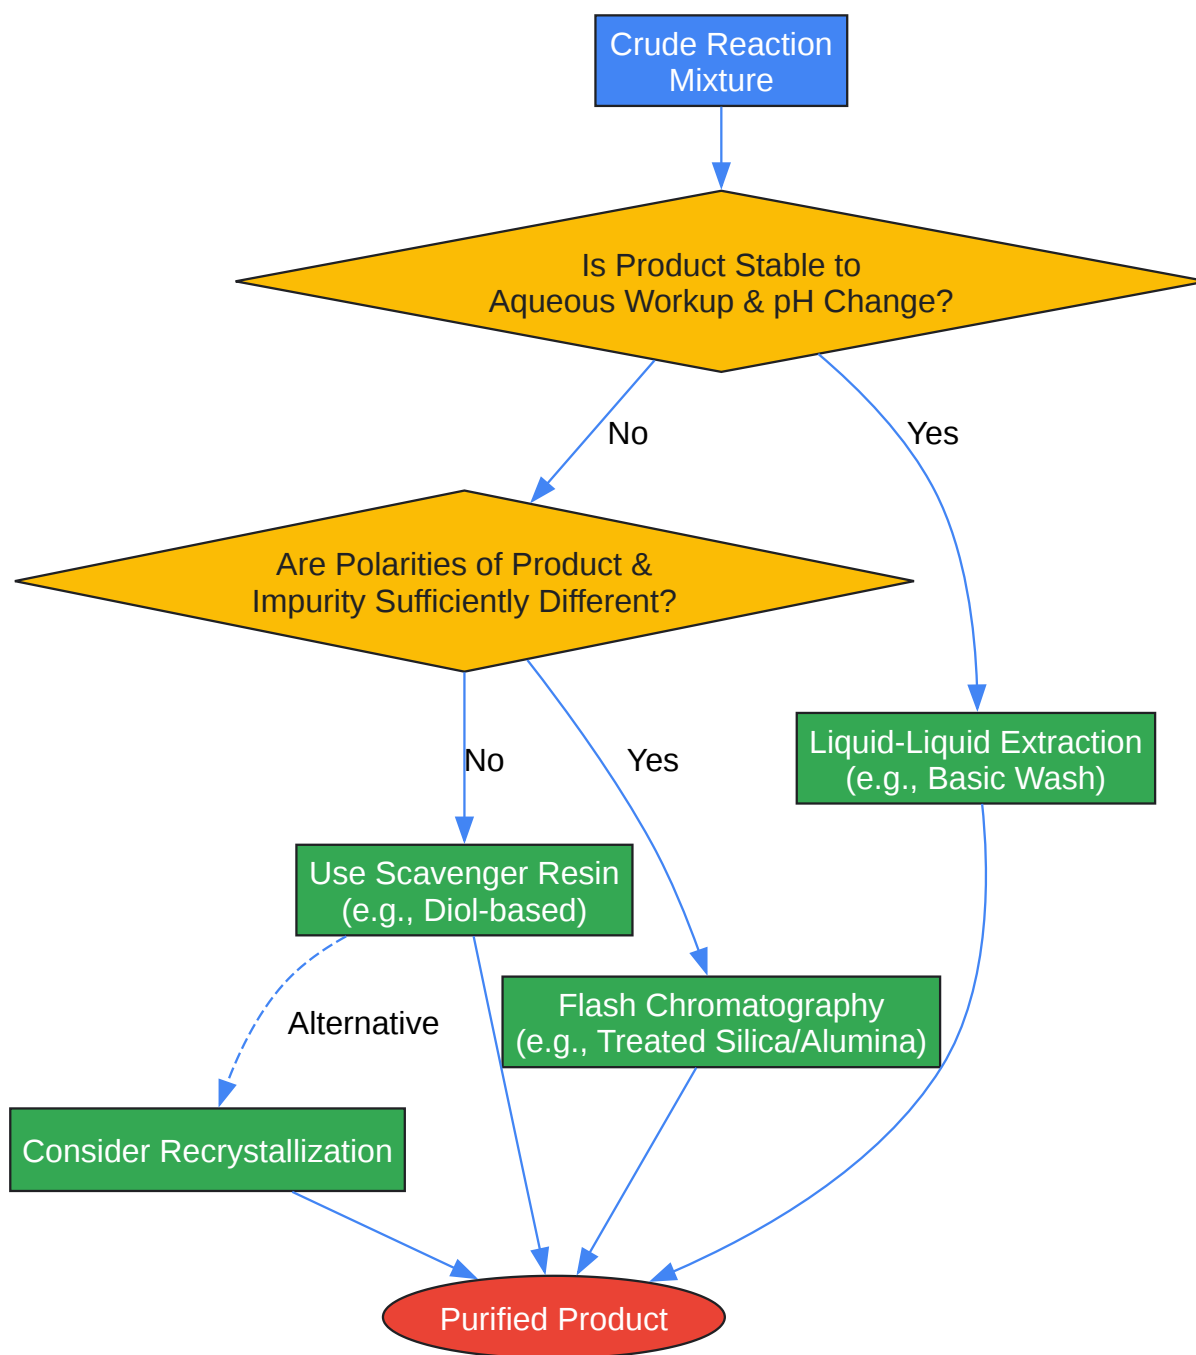 Crude Reaction
Mixture
Is Product Stable to
Aqueous Workup & pH Change?
No
Yes
Are Polarities of Product &
Impurity Sufficiently Different?
No
Yes
Liquid-Liquid Extraction
(e.g., Basic Wash)
Use Scavenger Resin
(e.g., Diol-based)
Flash Chromatography
(e.g., Treated Silica/Alumina)
Alternative
Consider Recrystallization
Purified Product